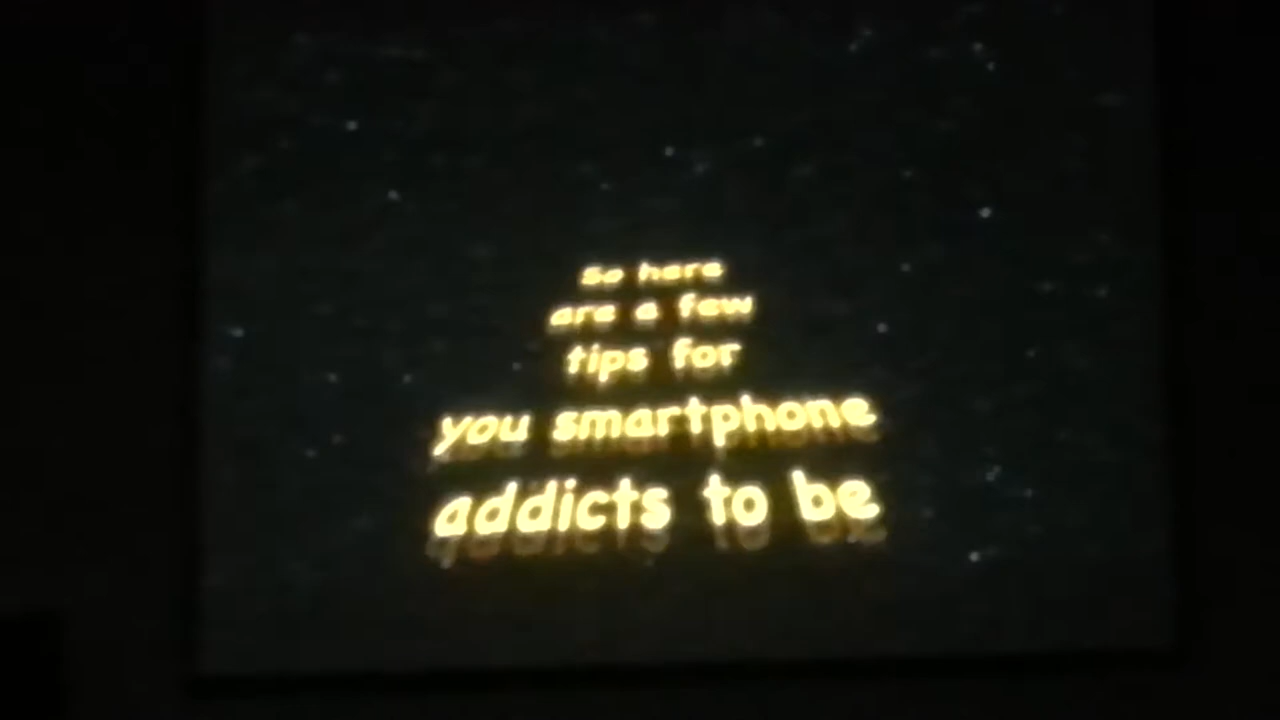 So here
are a few
tips for
you smartphone
addicts to be